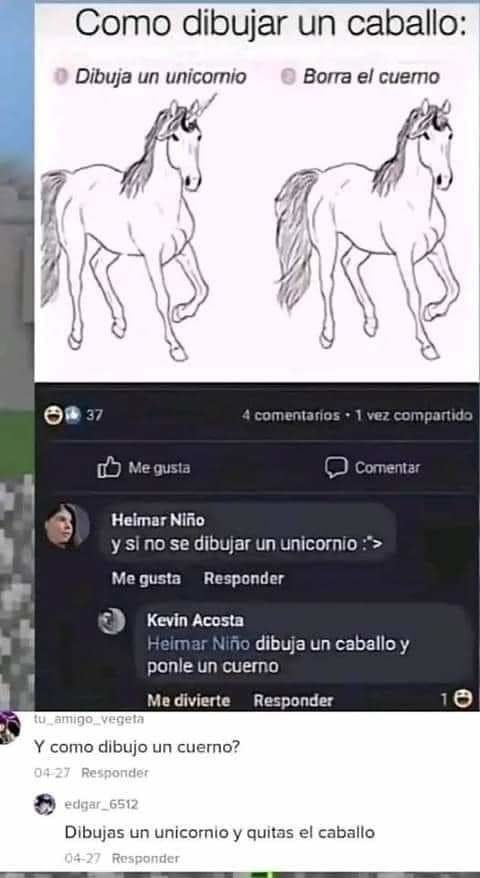 Como dibujar un caballo:
1 Dibuja un unicornio 2 Borra el cuerno
37 4 comentarios • 1 vez compartido
Me gusta Comentar
Heimar Niño
y si no se dibujar un unicornio :">
Me gusta Responder
Kevin Acosta
Heimar Niño dibuja un caballo y
ponle un cuerno
Me divierte Responder 1
tu_amigo_vegeta
Y como dibujo un cuerno?
04-27 Responder
edgar_6512
Dibujas un unicornio y quitas el caballo
04-27 Responder